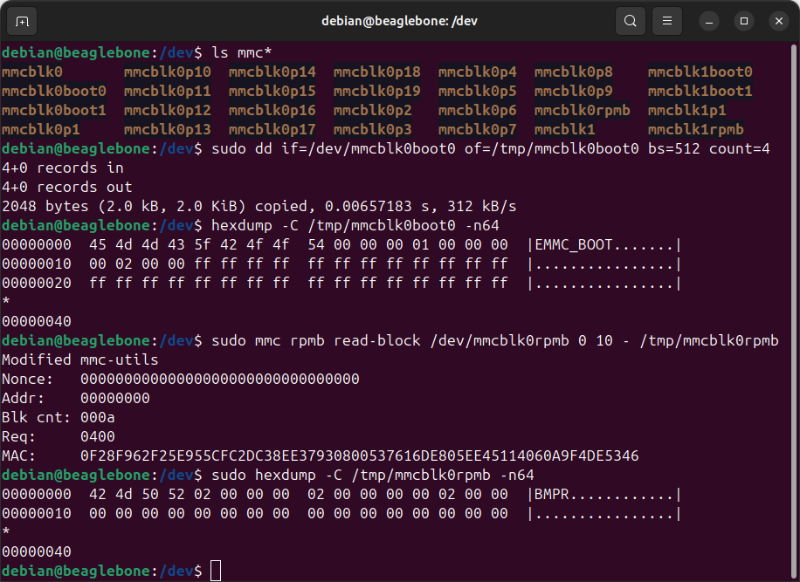 debian@beaglebone: /dev
debian@beaglebone:/dev$ ls mmc*
mmcblk0 mmcblk0p10 mmcblk0p14 mmcblk0p18 mmcblk0p4 mmcblk0p8 mmcblk1boot0
mmcblk0boot0 mmcblk0p11 mmcblk0p15 mmcblk0p19 mmcblk0p5 mmcblk0p9 mmcblk1boot1
mmcblk0boot1 mmcblk0p12 mmcblk0p16 mmcblk0p2 mmcblk0p6 mmcblk0rpmb mmcblk1p1
mmcblk0p1 mmcblk0p13 mmcblk0p17 mmcblk0p3 mmcblk0p7 mmcblk1 mmcblk1rpmb
debian@beaglebone:/dev$ sudo dd if=/dev/mmcblk0boot0 of=/tmp/mmcblk0boot0 bs=512 count=4
4+0 records in
4+0 records out
2048 bytes (2.0 kB, 2.0 KiB) copied, 0.00657183 s, 312 kB/s
debian@beaglebone:/dev$ hexdump -C /tmp/mmcblk0boot0 -n64
00000000 45 4d 4d 43 5f 42 4f 4f 54 00 00 00 01 00 00 00 |EMMC_BOOT.......|
00000010 00 02 00 00 ff ff ff ff ff ff ff ff ff ff ff ff |................|
00000020 ff ff ff ff ff ff ff ff ff ff ff ff ff ff ff ff |................|
*
00000040
debian@beaglebone:/dev$ sudo mmc rpmb read-block /dev/mmcblk0rpmb 0 10 - /tmp/mmcblk0rpmb
Modified mmc-utils
Nonce: 00000000000000000000000000000000
Addr: 00000000
Blk cnt: 000a
Req: 0400
MAC: 0F28F962F25E955CFC2DC38EE37930800537616DE805EE45114060A9F4DE5346
debian@beaglebone:/dev$ sudo hexdump -C /tmp/mmcblk0rpmb -n64
00000000 42 4d 50 52 02 00 00 00 02 00 00 00 00 02 00 00 |BMPR............|
00000010 00 00 00 00 00 00 00 00 00 00 00 00 00 00 00 00 |................|
*
00000040
debian@beaglebone:/dev$